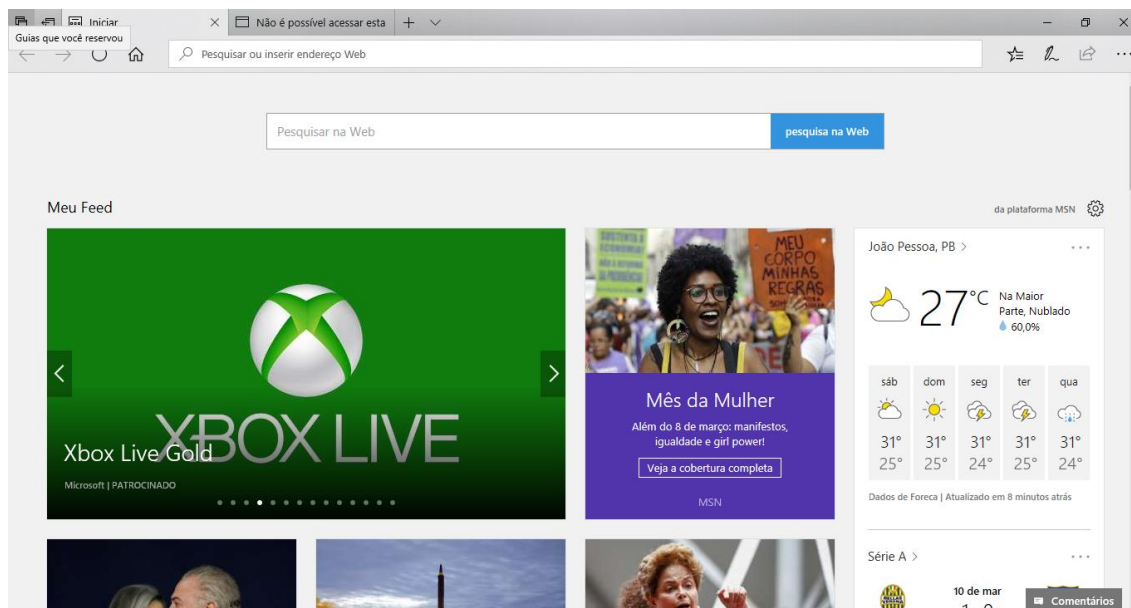 Iniciar
Não é possível acessar esta
Guias que você reservou
Pesquisar ou inserir endereço Web
Pesquisar na Web
pesquisa na Web
Meu Feed
da plataforma MSN
XBOX LIVE
Xbox Live Gold
Microsoft | PATROCINADO
MEU
CORPO
MINHAS
REGRAS
Mês da Mulher
Além do 8 de março: manifestos,
igualdade e girl power!
Veja a cobertura completa
MSN
João Pessoa, PB >
27°C
Na Maior
Parte, Nublado
60,0%
sáb dom seg ter qua
31° 31° 31° 31° 31°
25° 25° 24° 25° 24°
Dados de Foreca | Atualizado em 8 minutos atrás
Série A >
10 de mar
Comentários